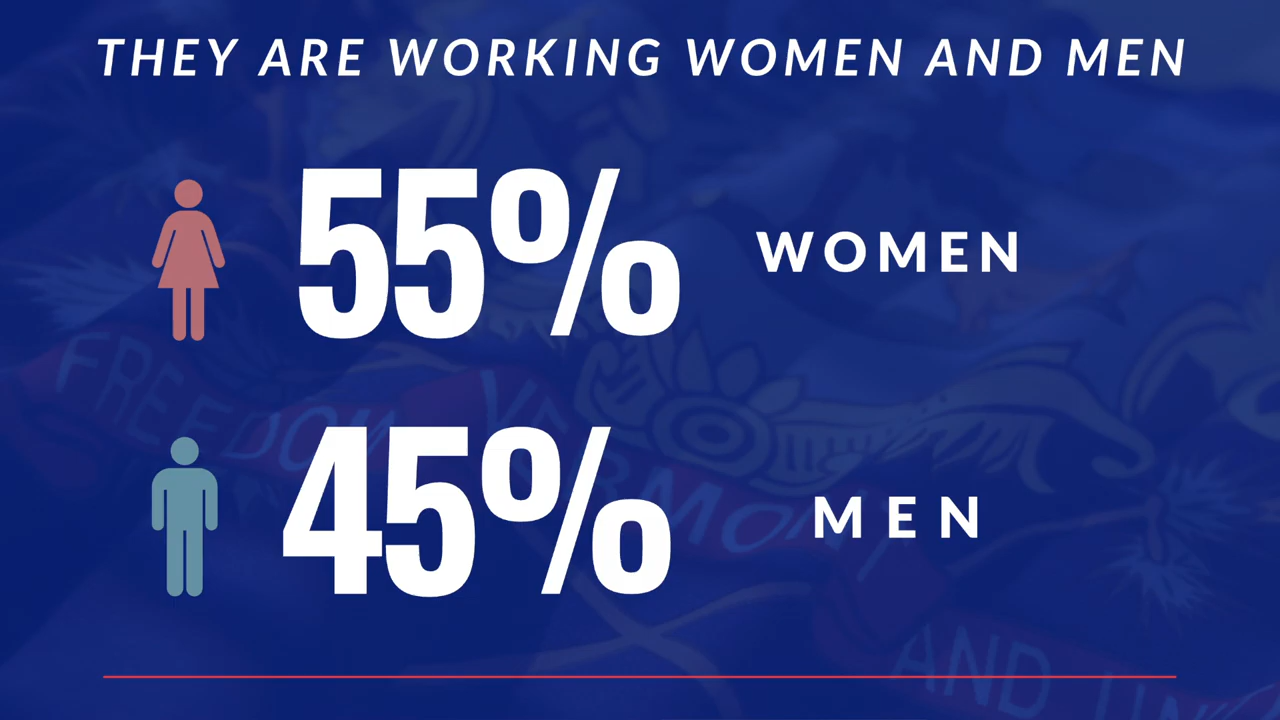 THEY ARE WORKING WOMEN AND MEN
55% WOMEN
FREEDOM
VERMONT
45% MEN
AND UNITY